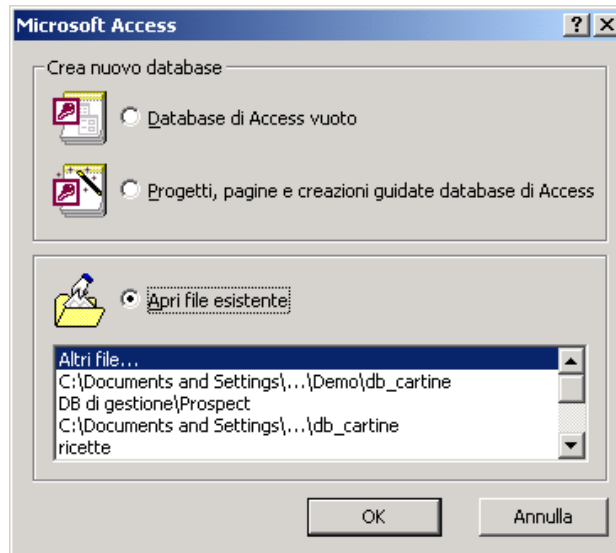 Microsoft Access
Crea nuovo database
Database di Access vuoto
Progetti, pagine e creazioni guidate database di Access
Apri file esistente
Altri file...
C:\Documents and Settings\...\Demo\db_cartine
DB di gestione\Prospect
C:\Documents and Settings\...\db_cartine
ricette
OK Annulla